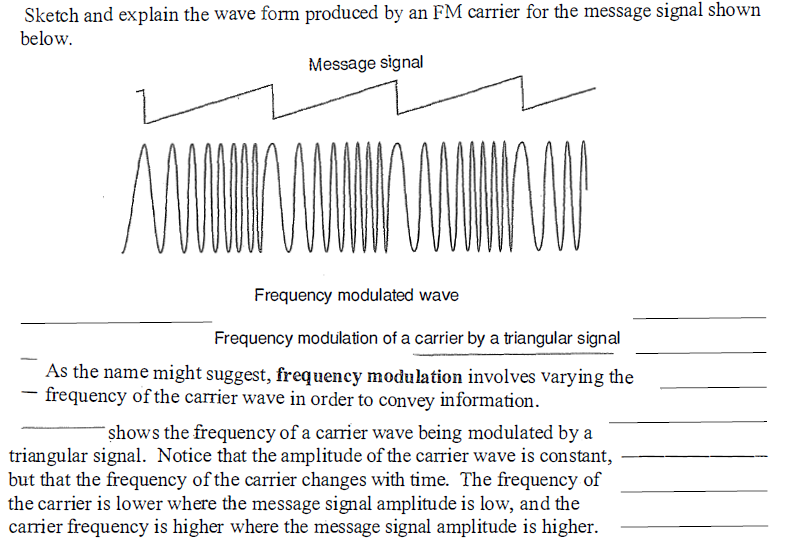 Sketch and explain the wave form produced by an FM carrier for the message signal shown
below.
Message signal
Frequency modulated wave
Frequency modulation of a carrier by a triangular signal
As the name might suggest, frequency modulation involves varying the
frequency of the carrier wave in order to convey information.
shows the frequency of a carrier wave being modulated by a
triangular signal. Notice that the amplitude of the carrier wave is constant,
but that the frequency of the carrier changes with time. The frequency of
the carrier is lower where the message signal amplitude is low, and the
carrier frequency is higher where the message signal amplitude is higher.